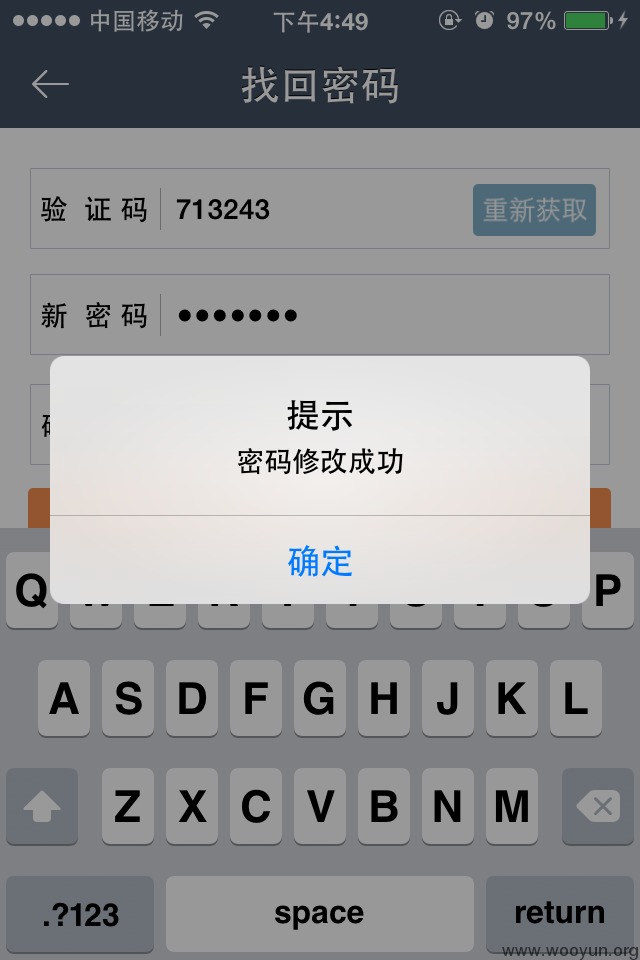 中国移动 下午4:49 97%
找回密码
验 证 码 713243 重新获取
新 密 码
提示
密码修改成功
确定
Q P
A S D F G H J K L
Z X C V B N M
.?123 space return
www.wooyun.org